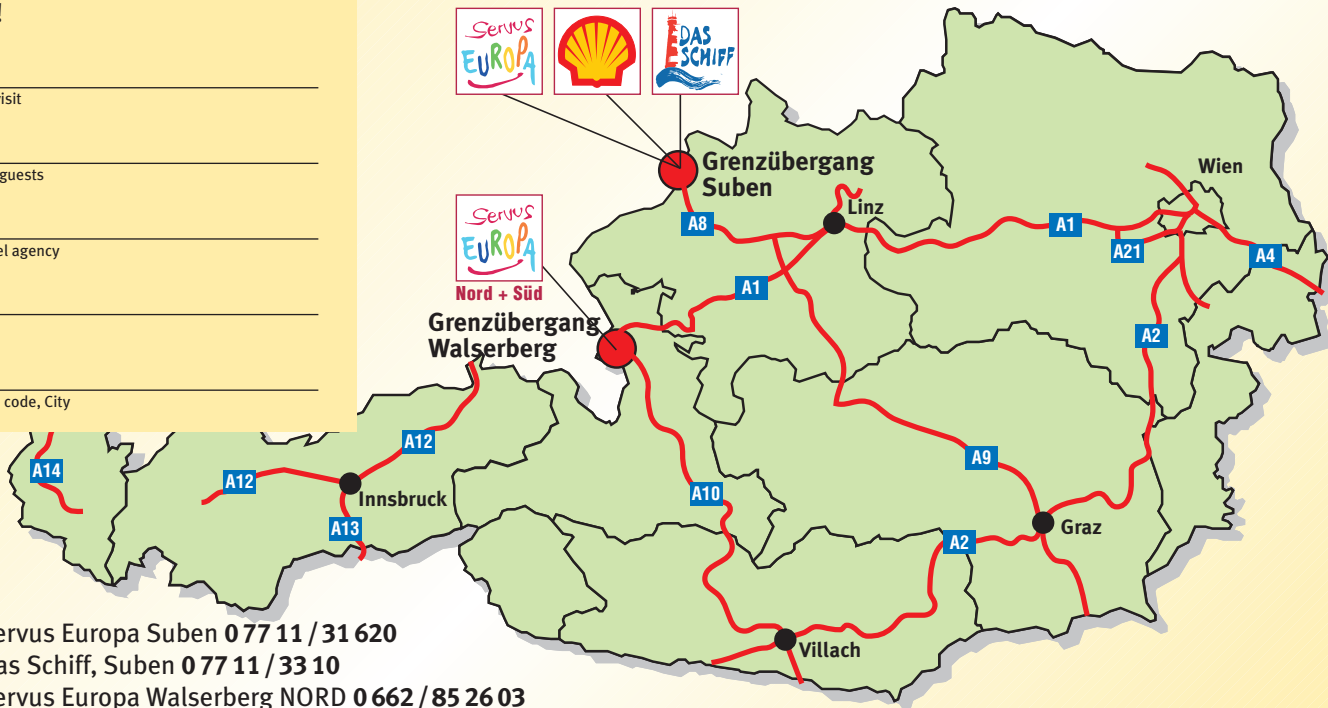 !
visit
guests
el agency
code, City
Servus
EUROPA
DAS
SCHIFF
Grenzübergang
Suben
Servus
EUROPA
Nord + Süd
Grenzübergang
Walserberg
Wien
Linz
A8
A1
A21
A4
A1
A2
A12
A14
A12
A13
Innsbruck
A10
A9
A2
Graz
Villach
ervus Europa Suben 0 77 11 / 31 620
as Schiff, Suben 0 77 11 / 33 10
ervus Europa Walserberg NORD 0 662 / 85 26 03